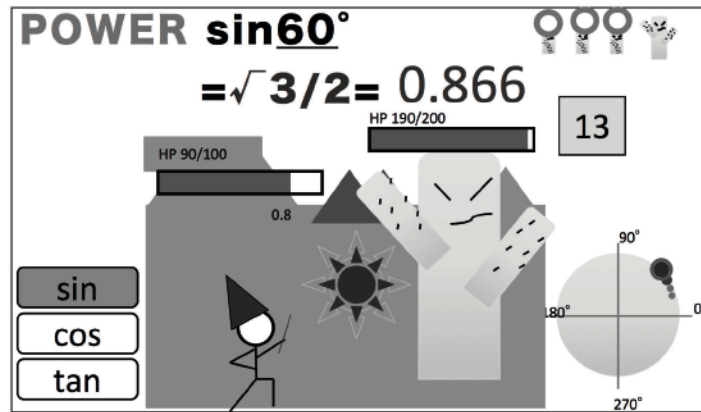 POWER sin60°
=√3/2= 0.866
HP 190/200
13
HP 90/100
0.8
90°
180°
0
270°
sin
cos
tan